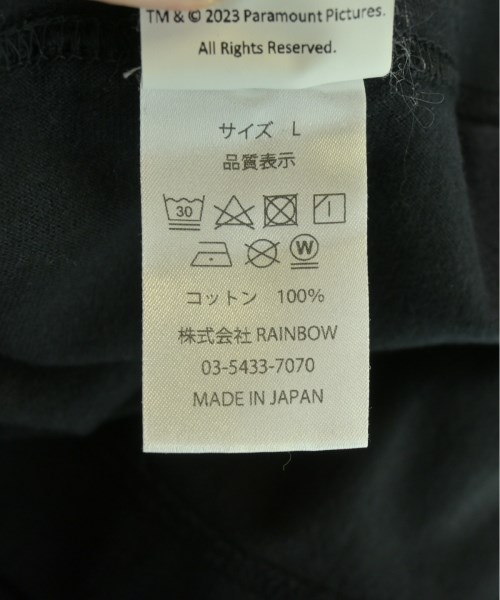 TM & © 2023 Paramount Pictures.
All Rights Reserved.
サイズ L
品質表示
30
W
コットン 100%
株式会社 RAINBOW
03-5433-7070
MADE IN JAPAN